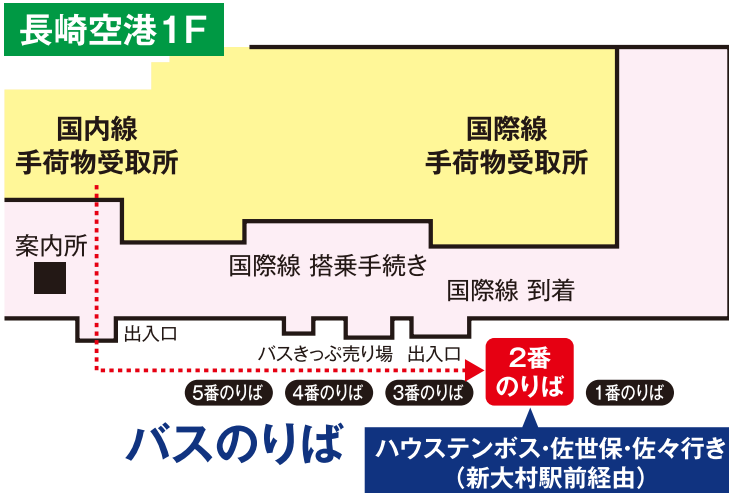 長崎空港1F
国内線
手荷物受取所
国際線
手荷物受取所
案内所
国際線 搭乗手続き
国際線 到着
出入口
バスきっぷ売り場
出入口
2番
のりば
5番のりば
4番のりば
3番のりば
1番のりば
バスのりば
ハウステンボス・佐世保・佐々行き
(新大村駅前経由)